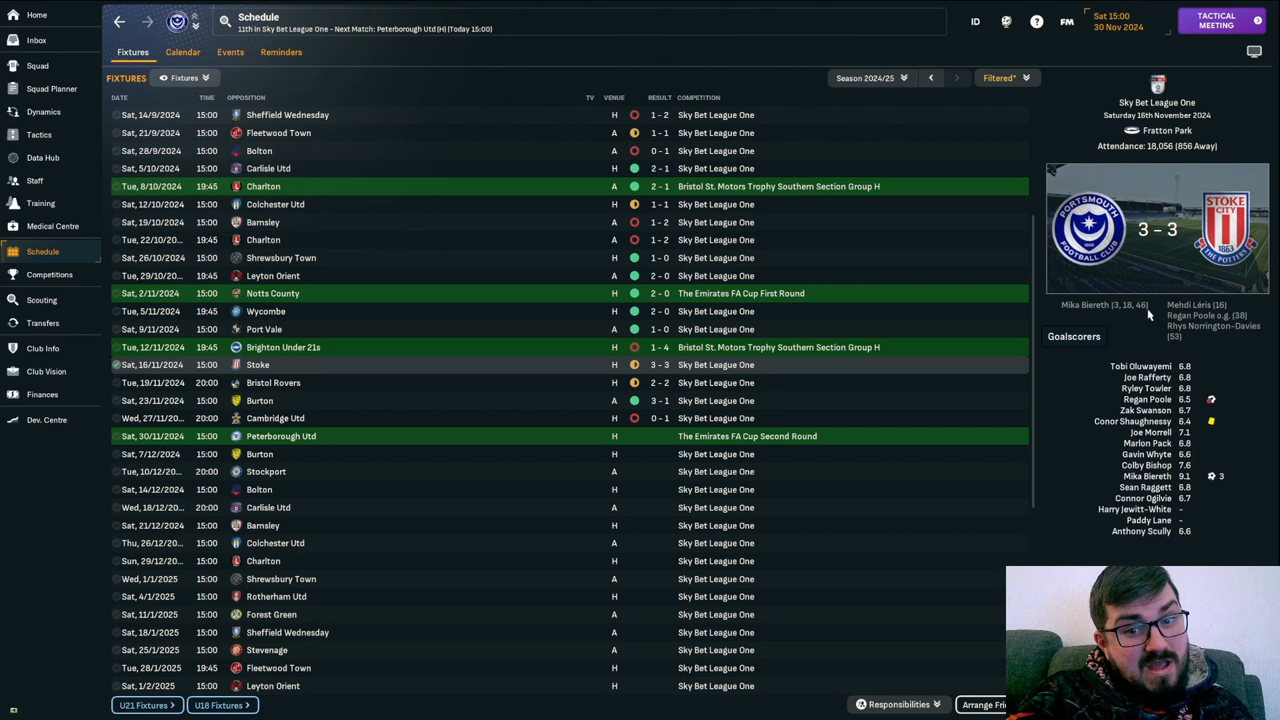 Home
Inbox
Squad
Squad Planner
Dynamics
Tactics
Data Hub
Staff
Training
Medical Centre
Schedule
Competitions
Scouting
Transfers
Club Info
Club Vision
Finances
Dev. Centre
Schedule
11th in Sky Bet League One - Next Match: Peterborough Utd (H) (Today 15:00)
ID
?
FM
Sat 15:00
30 Nov 2024
TACTICAL MEETING
Fixtures Calendar Events Reminders
FIXTURES Fixtures Season 2024/25 Filtered*
DATE TIME OPPOSITION TV VENUE RESULT COMPETITION
Sat, 14/9/2024 15:00 Sheffield Wednesday H 1 - 2 Sky Bet League One
Sat, 21/9/2024 15:00 Fleetwood Town A 1 - 1 Sky Bet League One
Sat, 28/9/2024 15:00 Bolton A 0 - 1 Sky Bet League One
Sat, 5/10/2024 15:00 Carlisle Utd H 2 - 1 Sky Bet League One
Tue, 8/10/2024 19:45 Charlton A 2 - 1 Bristol St. Motors Trophy Southern Section Group H
Sat, 12/10/2024 15:00 Colchester Utd H 1 - 1 Sky Bet League One
Sat, 19/10/2024 15:00 Barnsley A 1 - 2 Sky Bet League One
Tue, 22/10/20... 19:45 Charlton A 1 - 2 Sky Bet League One
Sat, 26/10/2024 15:00 Shrewsbury Town H 1 - 0 Sky Bet League One
Tue, 29/10/20... 19:45 Leyton Orient A 2 - 0 Sky Bet League One
Sat, 2/11/2024 15:00 Notts County H 2 - 0 The Emirates FA Cup First Round
Tue, 5/11/2024 19:45 Wycombe A 2 - 0 Sky Bet League One
Sat, 9/11/2024 15:00 Port Vale A 1 - 0 Sky Bet League One
Tue, 12/11/2024 19:45 Brighton Under 21s H 1 - 4 Bristol St. Motors Trophy Southern Section Group H
Sat, 16/11/2024 15:00 Stoke H 3 - 3 Sky Bet League One
Tue, 19/11/2024 20:00 Bristol Rovers H 2 - 2 Sky Bet League One
Sat, 23/11/2024 15:00 Burton A 3 - 1 Sky Bet League One
Wed, 27/11/20... 20:00 Cambridge Utd H 0 - 1 Sky Bet League One
Sat, 30/11/2024 15:00 Peterborough Utd H The Emirates FA Cup Second Round
Sat, 7/12/2024 15:00 Burton H Sky Bet League One
Tue, 10/12/20... 20:00 Stockport A Sky Bet League One
Sat, 14/12/2024 15:00 Bolton H Sky Bet League One
Wed, 18/12/20... 20:00 Carlisle Utd A Sky Bet League One
Sat, 21/12/2024 15:00 Barnsley H Sky Bet League One
Thu, 26/12/20... 15:00 Colchester Utd A Sky Bet League One
Sun, 29/12/20... 15:00 Charlton H Sky Bet League One
Wed, 1/1/2025 15:00 Shrewsbury Town A Sky Bet League One
Sat, 4/1/2025 15:00 Rotherham Utd H Sky Bet League One
Sat, 11/1/2025 15:00 Forest Green A Sky Bet League One
Sat, 18/1/2025 15:00 Sheffield Wednesday A Sky Bet League One
Sat, 25/1/2025 15:00 Stevenage A Sky Bet League One
Tue, 28/1/2025 19:45 Fleetwood Town H Sky Bet League One
Sat, 1/2/2025 15:00 Leyton Orient H Sky Bet League One
U21 Fixtures >
U18 Fixtures >
Responsibilities
Arrange Frie
Sky Bet League One
Saturday 16th November 2024
Fratton Park
Attendance: 18,056 (856 Away)
PORTSMOUTH
FOOTBALL CLUB
3 - 3
STOKE
CITY
1863
THE POTTERS
Mika Biereth (3, 18, 46)
Mehdi Léris (16)
Regan Poole o.g. (38)
Rhys Norrington-Davies (53)
Goalscorers
Tobi Oluwayemi 6.8
Joe Rafferty 6.8
Ryley Towler 6.8
Regan Poole 6.5
Zak Swanson 6.7
Conor Shaughnessy 6.4
Joe Morrell 7.1
Marlon Pack 6.8
Gavin Whyte 6.6
Colby Bishop 7.6
Mika Biereth 9.1 3
Sean Raggett 6.8
Connor Ogilvie 6.7
Harry Jewitt-White -
Paddy Lane -
Anthony Scully 6.6